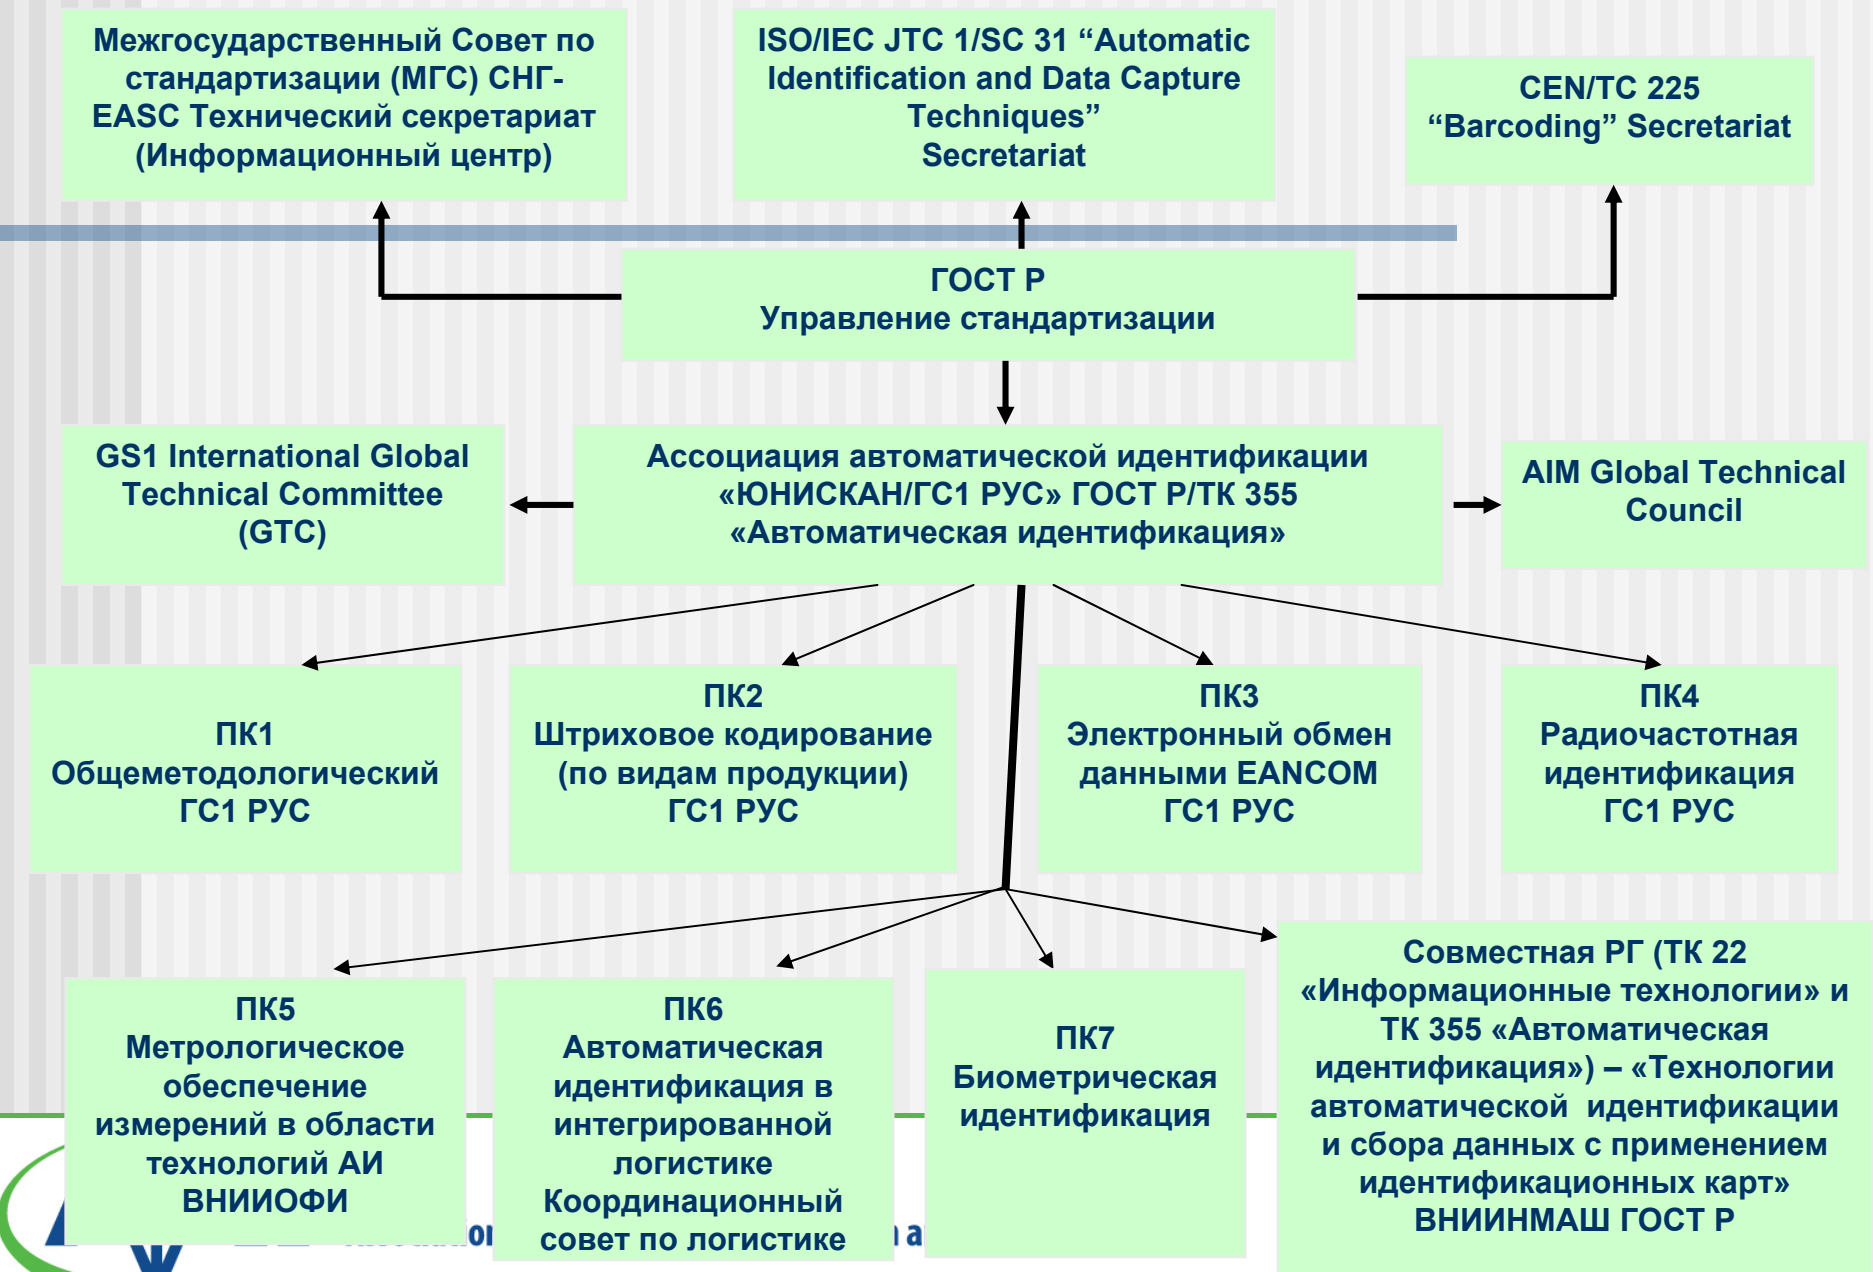 Межгосударственный Совет по
стандартизации (МГС) СНГ-
EASC Технический секретариат
(Информационный центр)
ISO/IEC JTC 1/SC 31 “Automatic
Identification and Data Capture
Techniques”
Secretariat
CEN/TC 225
“Barcoding” Secretariat
ГОСТ Р
Управление стандартизации
GS1 International Global
Technical Committee
(GTC)
Ассоциация автоматической идентификации
«ЮНИСКАН/ГС1 РУС» ГОСТ Р/ТК 355
«Автоматическая идентификация»
AIM Global Technical
Council
ПК1
Общеметодологический
ГС1 РУС
ПК2
Штриховое кодирование
(по видам продукции)
ГС1 РУС
ПК3
Электронный обмен
данными EANCOM
ГС1 РУС
ПК4
Радиочастотная
идентификация
ГС1 РУС
ПК5
Метрологическое
обеспечение
измерений в области
технологий АИ
ВНИИОФИ
ПК6
Автоматическая
идентификация в
интегрированной
логистике
Координационный
совет по логистике
ПК7
Биометрическая
идентификация
Совместная РГ (ТК 22
«Информационные технологии» и
ТК 355 «Автоматическая
идентификация») – «Технологии
автоматической идентификации
и сбора данных с применением
идентификационных карт»
ВНИИНМАШ ГОСТ Р